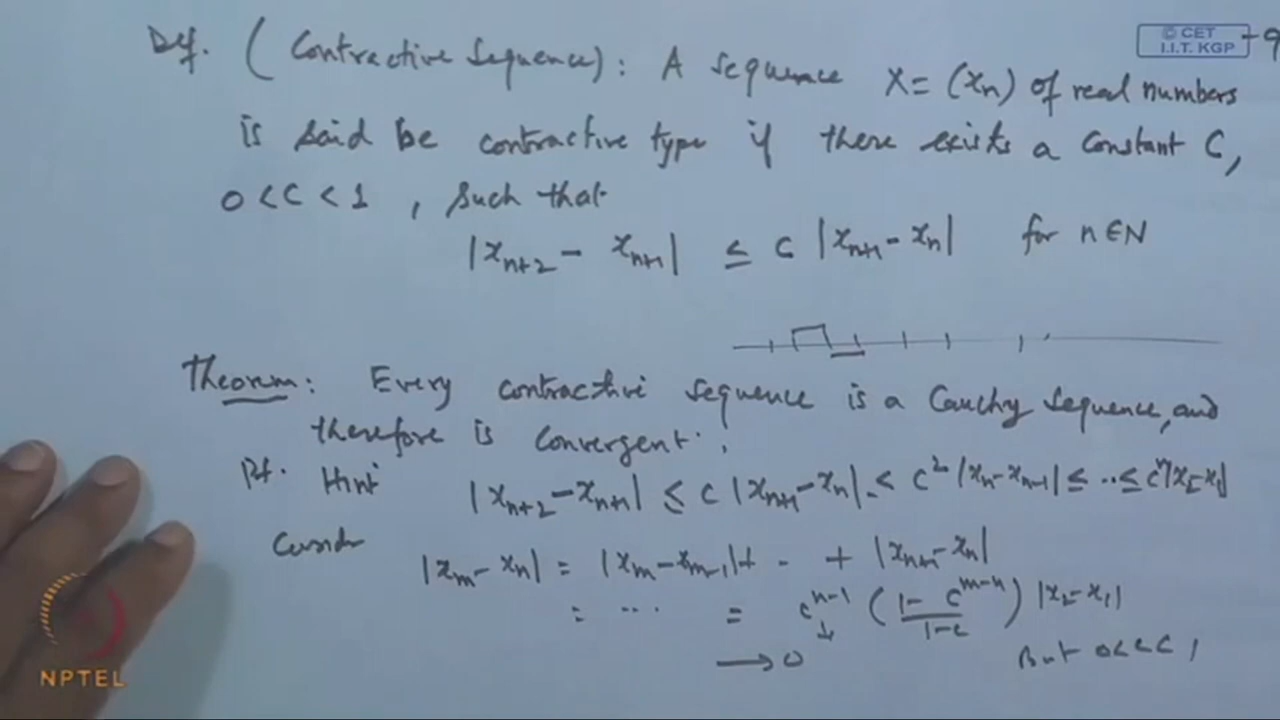 Def. (Contractive Sequence): A sequence X = (xn) of real numbers
is said be contractive type if there exists a constant C,
0 < C < 1, such that
|xn+2 - xn+1| ≤ C |xn+1 - xn| for n ∈ N
Theorem: Every contractive sequence is a Cauchy sequence, and
therefore is convergent.
Pf. Hint |xn+2 - xn+1| ≤ C |xn+1 - xn| ≤ C² |xn - xn-1| ≤ .. ≤ Cⁿ |x2 - x1|
Consider |xm - xn| = |xm - xm-1| + - . + |xn+1 - xn|
= .... = C^(n-1) (1 - C^(m-n) / 1-C) |x2 - x1|
↓
→ 0 But 0 < C < 1
© CET
I.I.T. KGP
-9
NPTEL